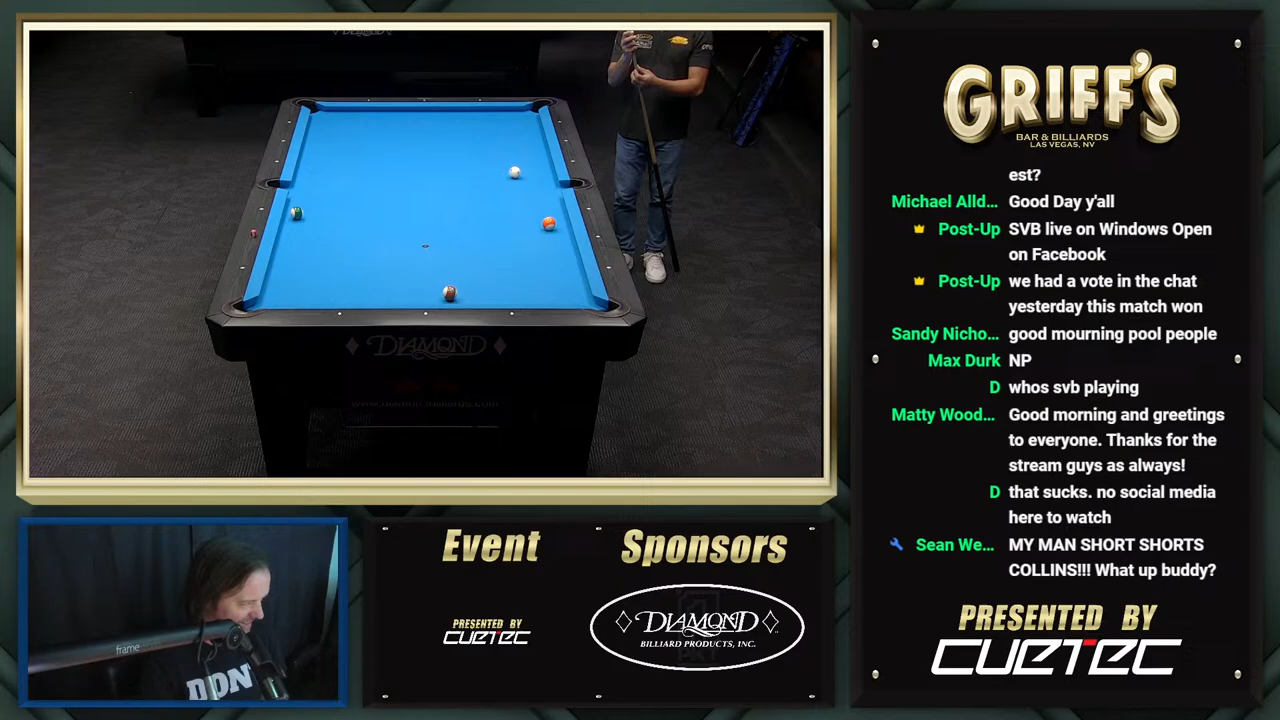 GRIFF'S
BAR & BILLIARDS
LAS VEGAS, NV
est?
Michael Alld... Good Day y'all
Post-Up SVB live on Windows Open
on Facebook
Post-Up we had a vote in the chat
yesterday this match won
Sandy Nicho... good mourning pool people
Max Durk NP
D whos svb playing
Matty Wood... Good morning and greetings
to everyone. Thanks for the
stream guys as always!
D that sucks. no social media
here to watch
Sean We... MY MAN SHORT SHORTS
COLLINS!!! What up buddy?
PRESENTED BY
CUETEC
DIAMOND
frame
Event Sponsors
PRESENTED BY
CUETEC
DIAMOND
BILLIARD PRODUCTS, INC.